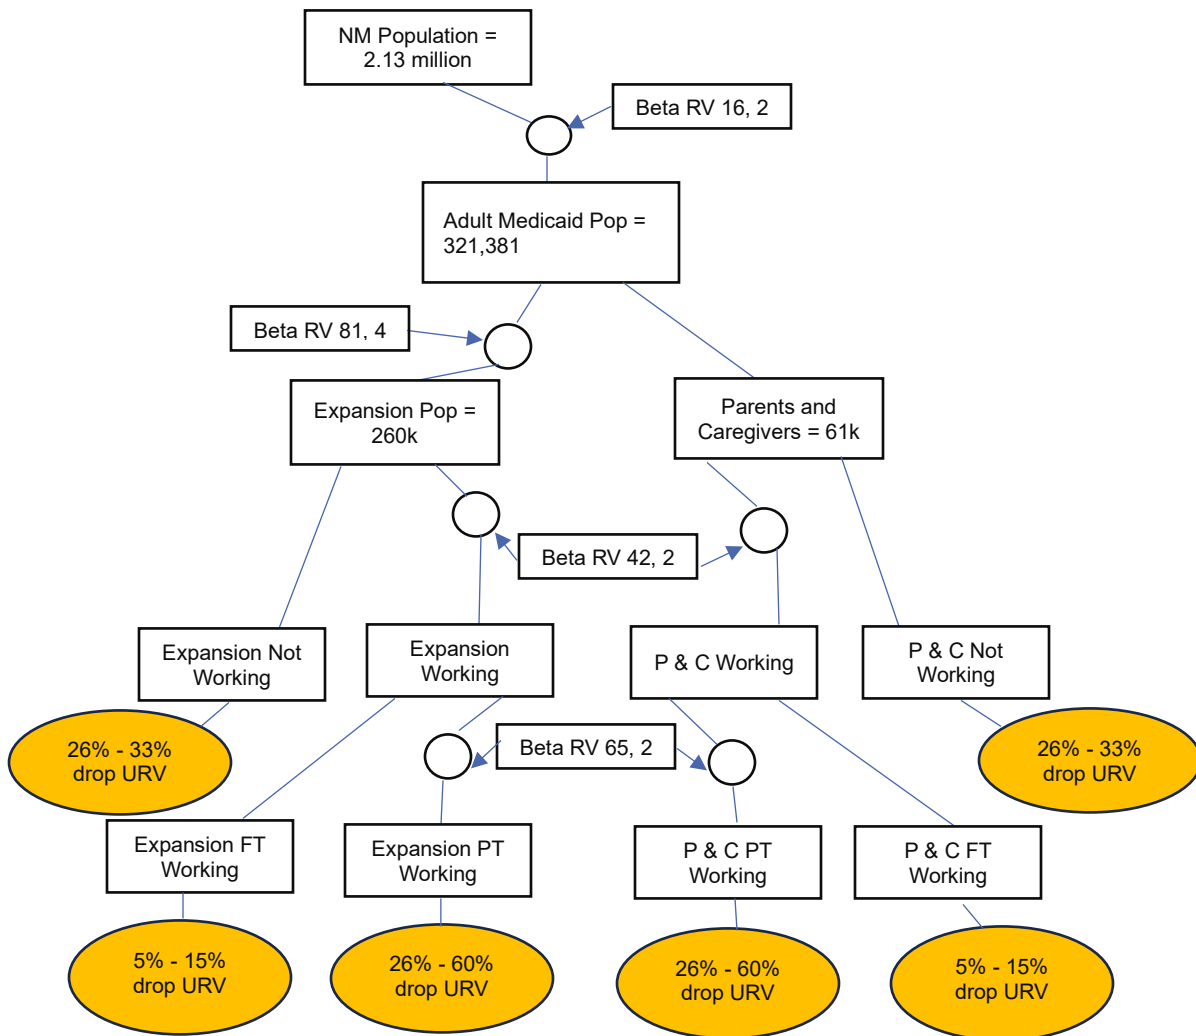 NM Population =
2.13 million
Beta RV 16, 2
Adult Medicaid Pop =
321,381
Beta RV 81, 4
Expansion Pop =
260k
Parents and
Caregivers = 61k
Beta RV 42, 2
Expansion Not
Working
Expansion
Working
P & C Working
P & C Not
Working
26% - 33%
drop URV
Beta RV 65, 2
26% - 33%
drop URV
Expansion FT
Working
Expansion PT
Working
P & C PT
Working
P & C FT
Working
5% - 15%
drop URV
26% - 60%
drop URV
26% - 60%
drop URV
5% - 15%
drop URV